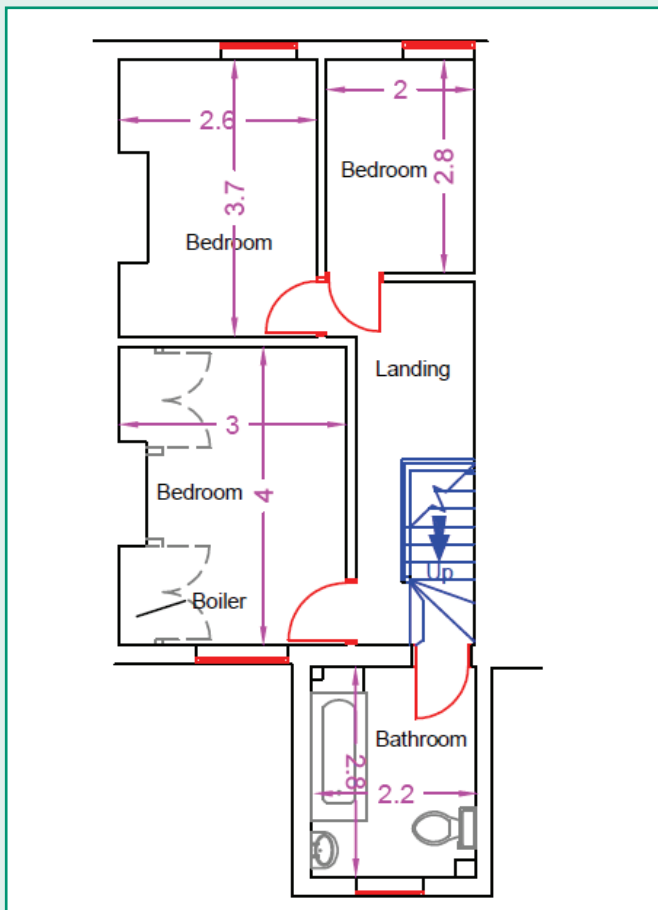 2
2.6
2.8
Bedroom
3.7
Bedroom
Landing
3
Bedroom
4
Up
Boiler
Bathroom
2.8
2.2